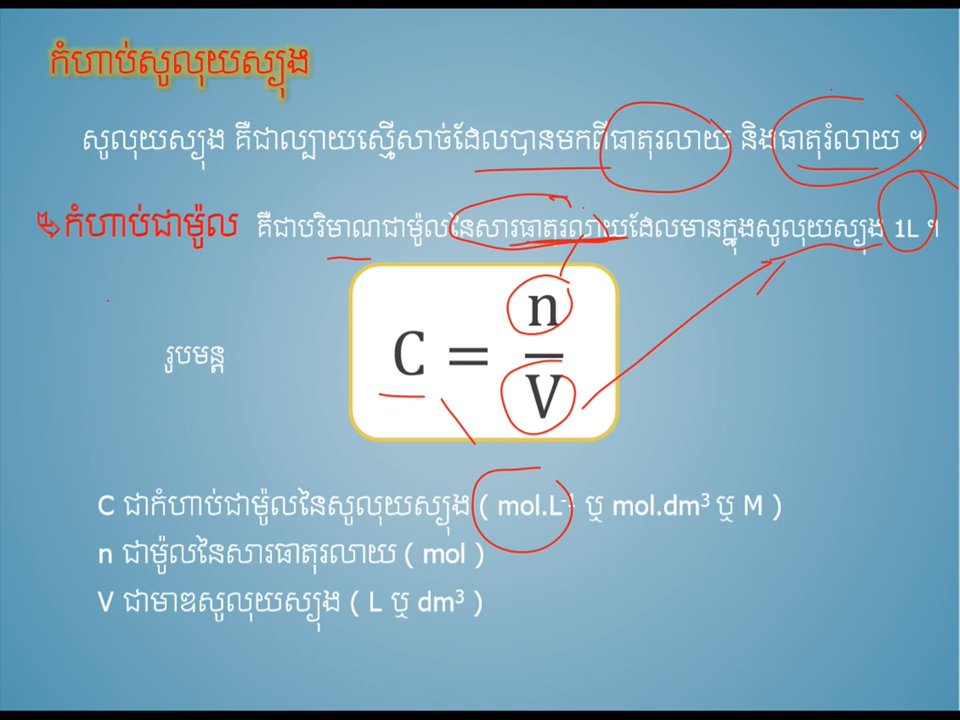 កំហាប់សូលុយស្យុង
សូលុយស្យុង គឺជាល្បាយស្មើសាច់ដែលបានមកពីធាតុរលាយ និងធាតុរំលាយ ។
កំហាប់ជាម៉ូល គឺជាបរិមាណជាម៉ូលនៃសារធាតុរលាយដែលមានក្នុងសូលុយស្យុង 1L ។
រូបមន្ត
C = n/V
C ជាកំហាប់ជាម៉ូលនៃសូលុយស្យុង ( mol.L⁻¹ ឬ mol.dm³ ឬ M )
n ជាម៉ូលនៃសារធាតុរលាយ ( mol )
V ជាមាឌសូលុយស្យុង ( L ឬ dm³ )